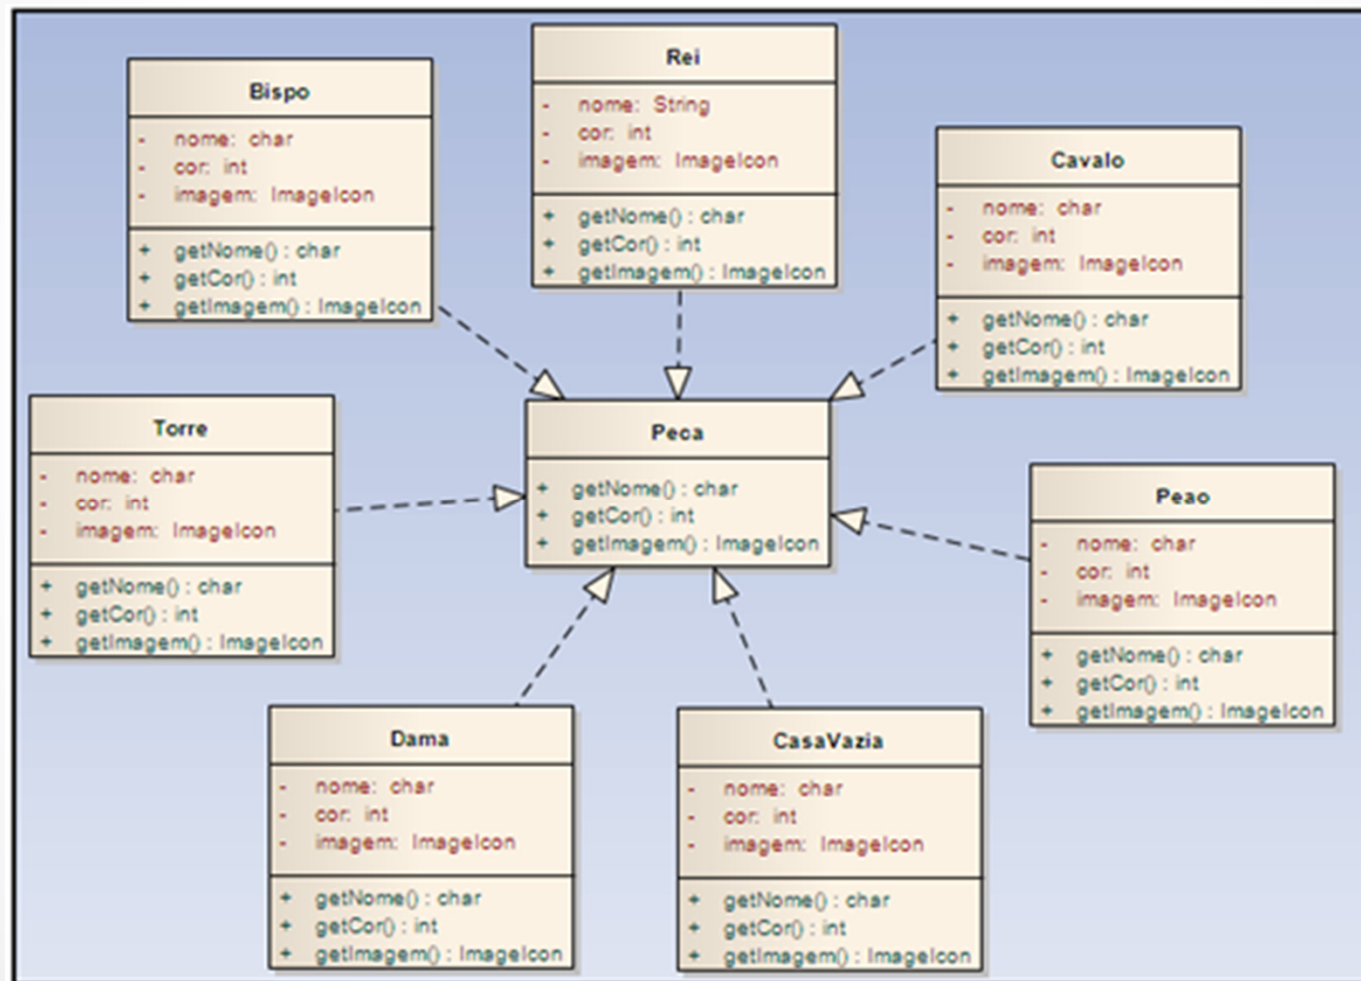 Bispo
- nome: char
- cor: int
- imagem: ImageIcon
+ getNome() : char
+ getCor() : int
+ getImagem() : ImageIcon
Rei
- nome: String
- cor: int
- imagem: ImageIcon
+ getNome() : char
+ getCor() : int
+ getImagem() : ImageIcon
Cavalo
- nome: char
- cor: int
- imagem: ImageIcon
+ getNome() : char
+ getCor() : int
+ getImagem() : ImageIcon
Torre
- nome: char
- cor: int
- imagem: ImageIcon
+ getNome() : char
+ getCor() : int
+ getImagem() : ImageIcon
Peca
+ getNome() : char
+ getCor() : int
+ getImagem() : ImageIcon
Peao
- nome: char
- cor: int
- imagem: ImageIcon
+ getNome() : char
+ getCor() : int
+ getImagem() : ImageIcon
Dama
- nome: char
- cor: int
- imagem: ImageIcon
+ getNome() : char
+ getCor() : int
+ getImagem() : ImageIcon
CasaVazia
- nome: char
- cor: int
- imagem: ImageIcon
+ getNome() : char
+ getCor() : int
+ getImagem() : ImageIcon